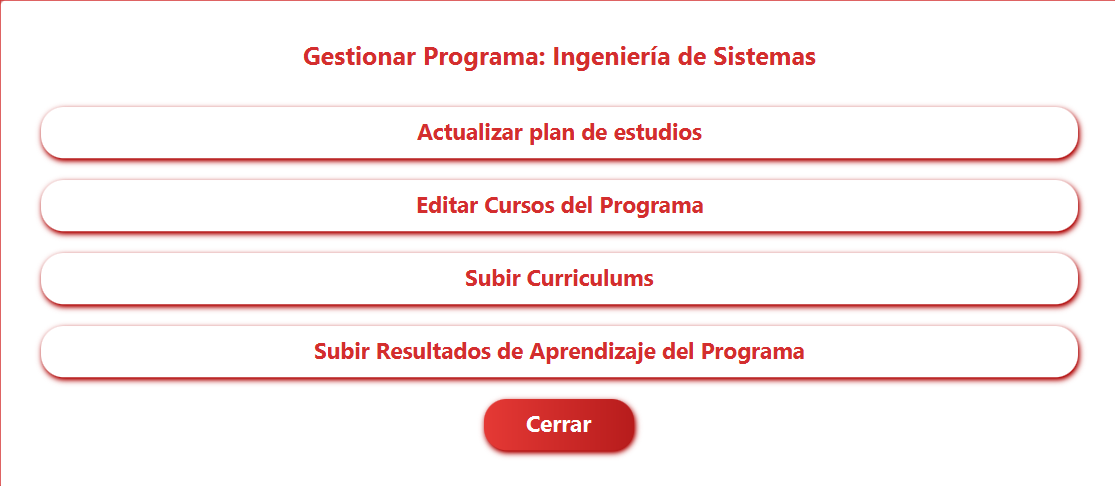 Gestionar Programa: Ingeniería de Sistemas
Actualizar plan de estudios
Editar Cursos del Programa
Subir Curriculums
Subir Resultados de Aprendizaje del Programa
Cerrar